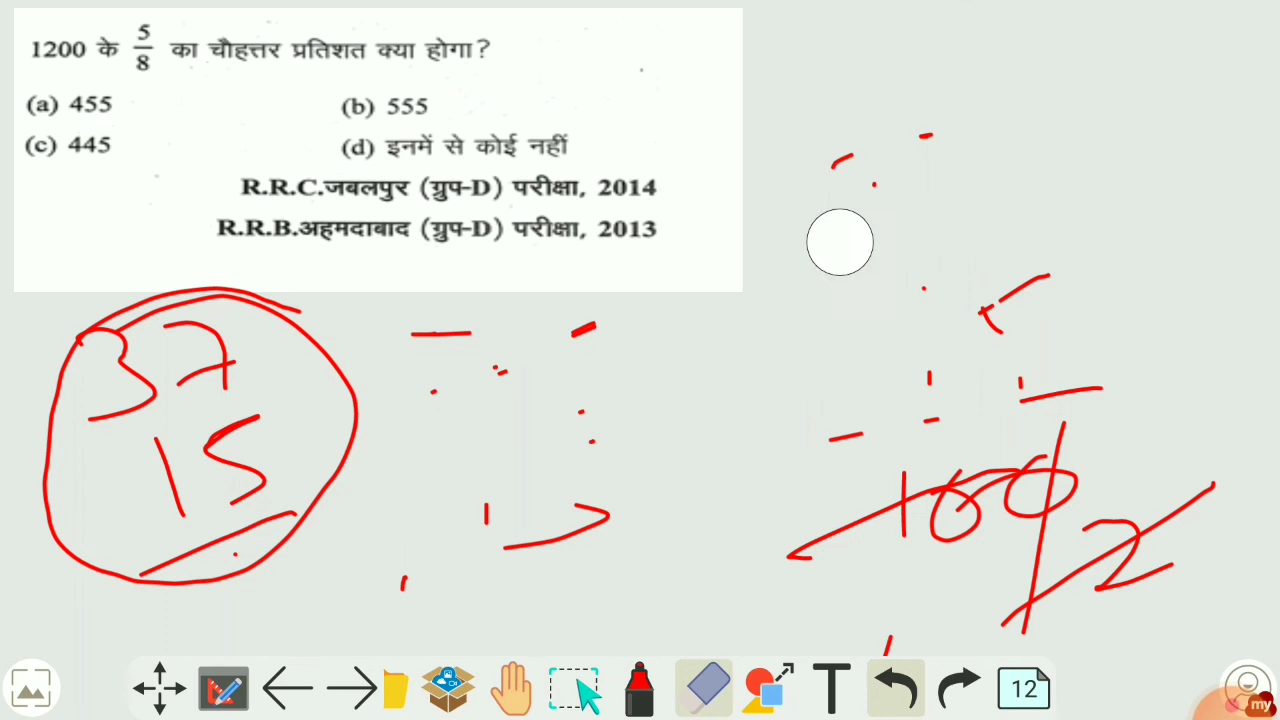 1200 के 5/8 का चौहत्तर प्रतिशत क्या होगा?
(a) 455 (b) 555
(c) 445 (d) इनमें से कोई नहीं
R.R.C.जबलपुर (ग्रुप-D) परीक्षा, 2014
R.R.B.अहमदाबाद (ग्रुप-D) परीक्षा, 2013
37
15
100
2
T
12
my